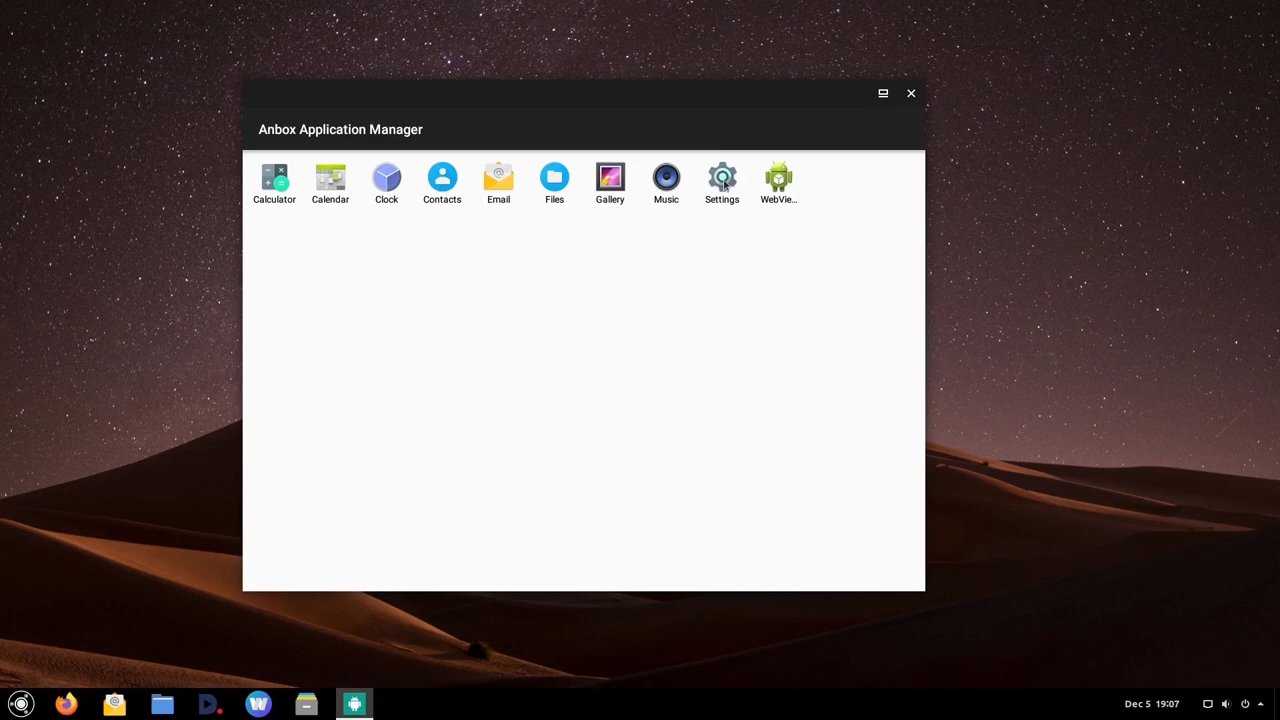 Anbox Application Manager
Calculator Calendar Clock Contacts Email Files Gallery Music Settings WebVie...
Dec 5 19:07